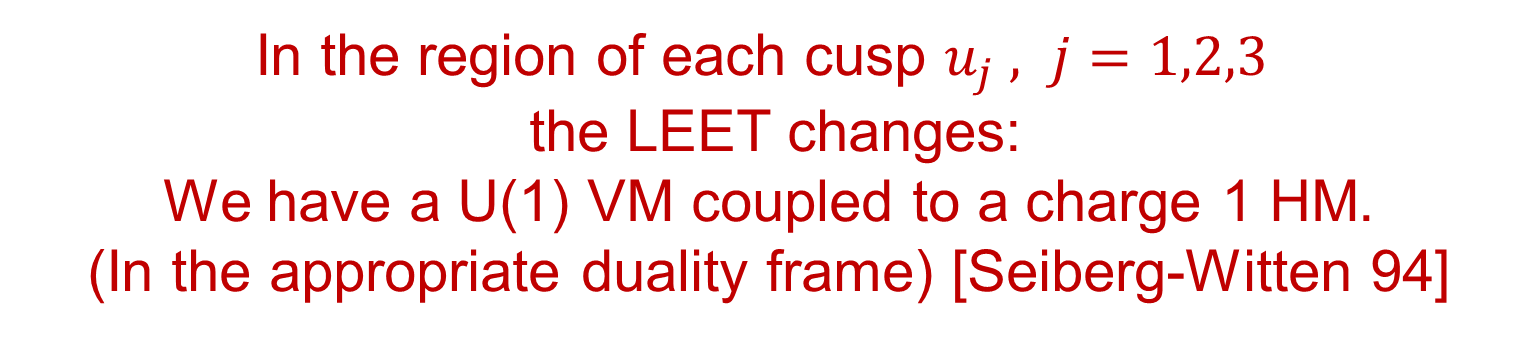 In the region of each cusp 𝑢𝑗 , 𝑗 = 1,2,3
the LEET changes:
We have a U(1) VM coupled to a charge 1 HM.
(In the appropriate duality frame) [Seiberg-Witten 94]